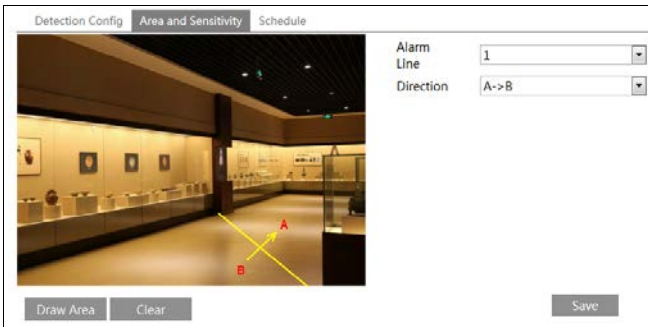 Detection Config Area and Sensitivity Schedule
Alarm
Line
1
Direction
A->B
A
B
Draw Area Clear
Save